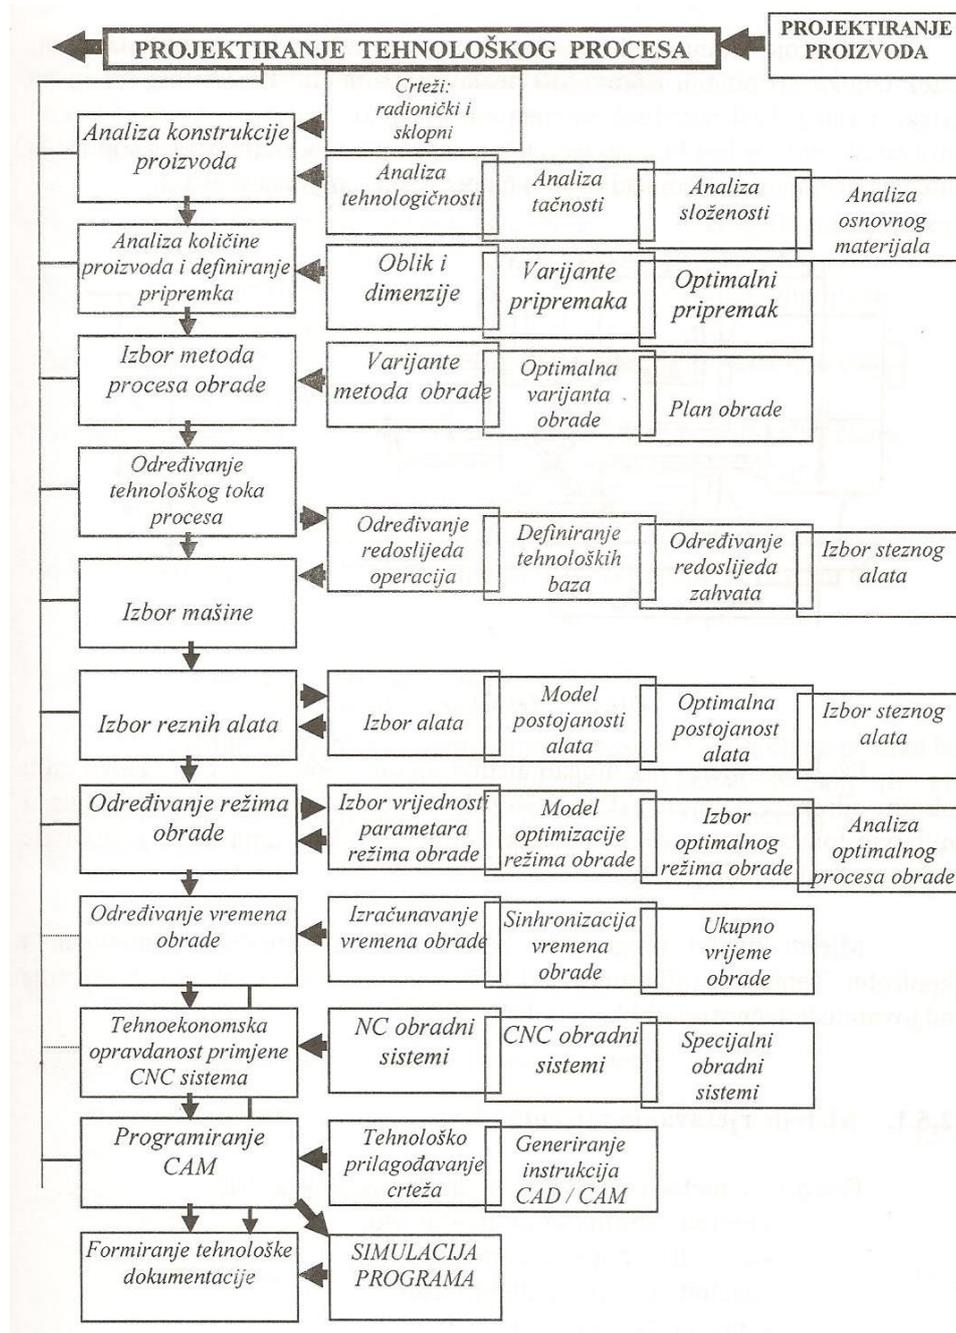 PROJEKTIRANJE TEHNOLOŠKOG PROCESA
PROJEKTIRANJE
PROIZVODA
Crteži:
radionički i
sklopni
Analiza konstrukcije
proizvoda
Analiza
tehnologičnosti
Analiza
tačnosti
Analiza
složenosti
Analiza
osnovnog
materijala
Analiza količine
proizvoda i definiranje
pripremka
Oblik i
dimenzije
Varijante
pripremaka
Optimalni
pripremak
Izbor metoda
procesa obrade
Varijante
metoda obrade
Optimalna
varijanta
obrade
Plan obrade
Određivanje
tehnološkog toka
procesa
Određivanje
redoslijeda
operacija
Definiranje
tehnoloških
baza
Određivanje
redoslijeda
zahvata
Izbor steznog
alata
Izbor mašine
Izbor reznih alata
Izbor alata
Model
postojanosti
alata
Optimalna
postojanost
alata
Izbor steznog
alata
Određivanje režima
obrade
Izbor vrijednosti
parametara
režima obrade
Model
optimizacije
režima obrade
Izbor
optimalnog
režima obrade
Analiza
optimalnog
procesa obrade
Određivanje vremena
obrade
Izračunavanje
vremena obrade
Sinhronizacija
vremena
obrade
Ukupno
vrijeme
obrade
Tehnoekonomska
opravdanost primjene
CNC sistema
NC obradni
sistemi
CNC obradni
sistemi
Specijalni
obradni
sistemi
Programiranje
CAM
Tehnološko
prilagođavanje
crteža
Generiranje
instrukcija
CAD / CAM
Formiranje tehnološke
dokumentacije
SIMULACIJA
PROGRAMA